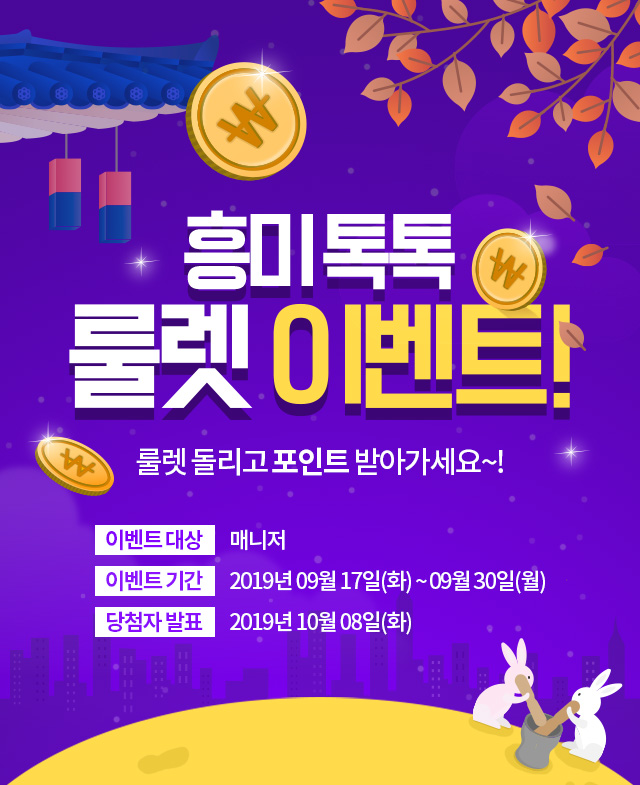 흥미 톡톡
룰렛 이벤트!
룰렛 돌리고 포인트 받아가세요~!
이벤트 대상 매니저
이벤트 기간 2019년 09월 17일(화) ~ 09월 30일(월)
당첨자 발표 2019년 10월 08일(화)